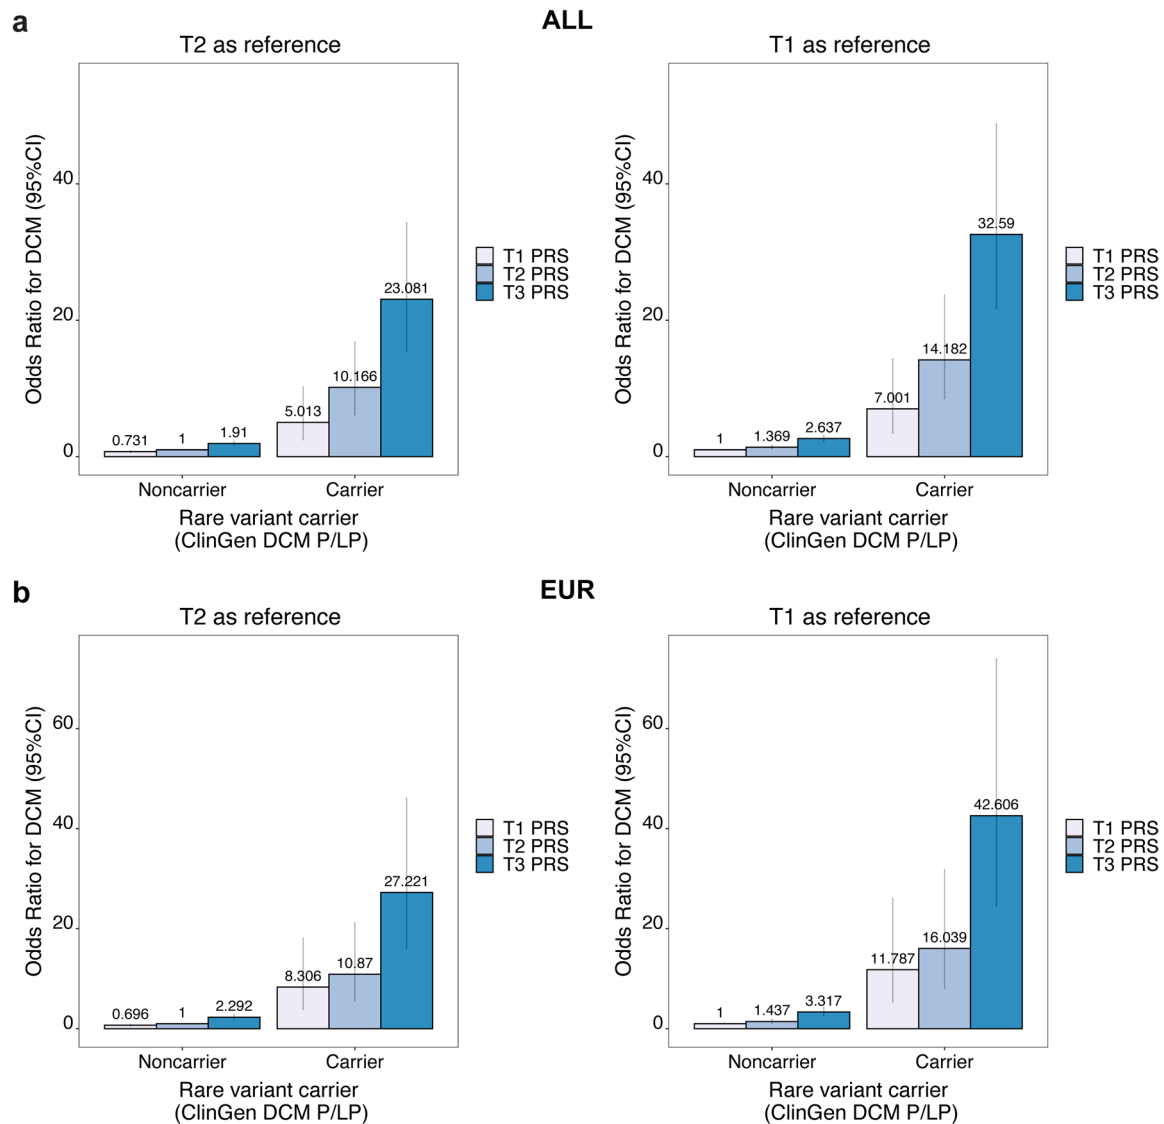 a
ALL
T2 as reference
Odds Ratio for DCM (95%CI)
40
20
0
0.731
1
1.91
5.013
10.166
23.081
Noncarrier
Carrier
Rare variant carrier
(ClinGen DCM P/LP)
T1 PRS
T2 PRS
T3 PRS
T1 as reference
Odds Ratio for DCM (95%CI)
40
20
0
1
1.369
2.637
7.001
14.182
32.59
Noncarrier
Carrier
Rare variant carrier
(ClinGen DCM P/LP)
T1 PRS
T2 PRS
T3 PRS
b
EUR
T2 as reference
Odds Ratio for DCM (95%CI)
60
40
20
0
0.696
1
2.292
8.306
10.87
27.221
Noncarrier
Carrier
Rare variant carrier
(ClinGen DCM P/LP)
T1 PRS
T2 PRS
T3 PRS
T1 as reference
Odds Ratio for DCM (95%CI)
60
40
20
0
1
1.437
3.317
11.787
16.039
42.606
Noncarrier
Carrier
Rare variant carrier
(ClinGen DCM P/LP)
T1 PRS
T2 PRS
T3 PRS